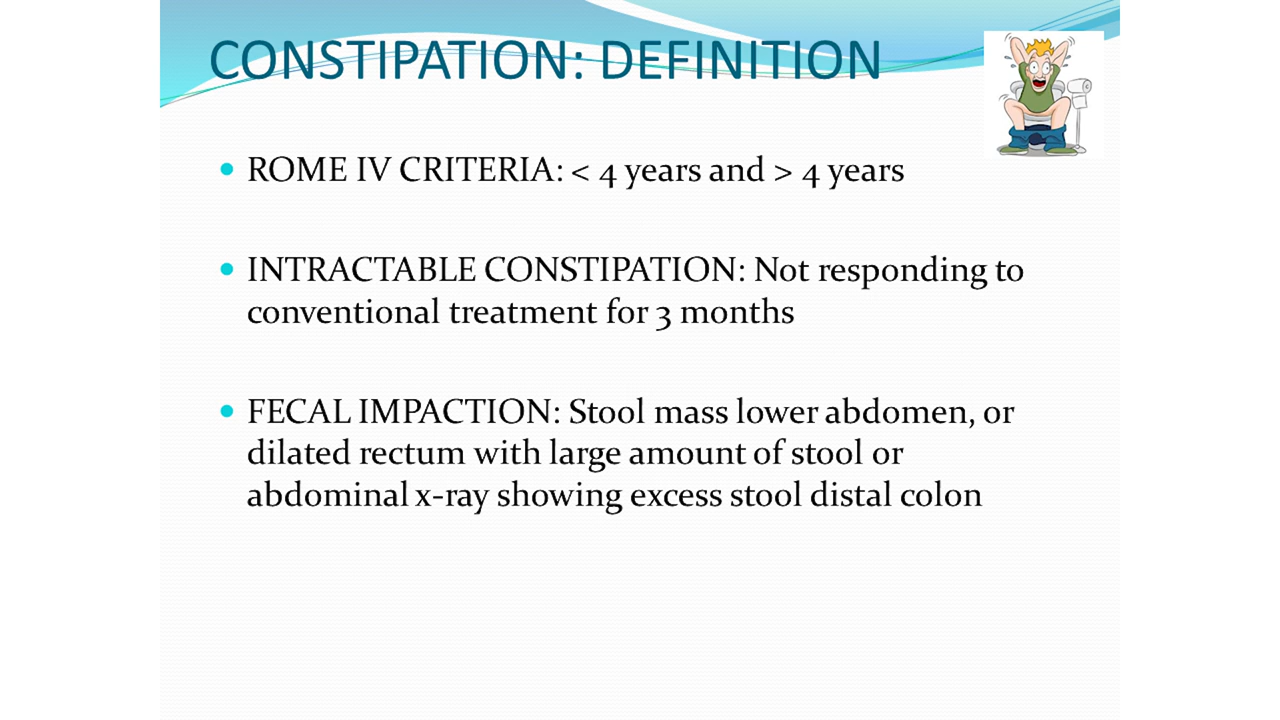 CONSTIPATION: DEFINITION
ROME IV CRITERIA: < 4 years and > 4 years
INTRACTABLE CONSTIPATION: Not responding to
conventional treatment for 3 months
FECAL IMPACTION: Stool mass lower abdomen, or
dilated rectum with large amount of stool or
abdominal x-ray showing excess stool distal colon